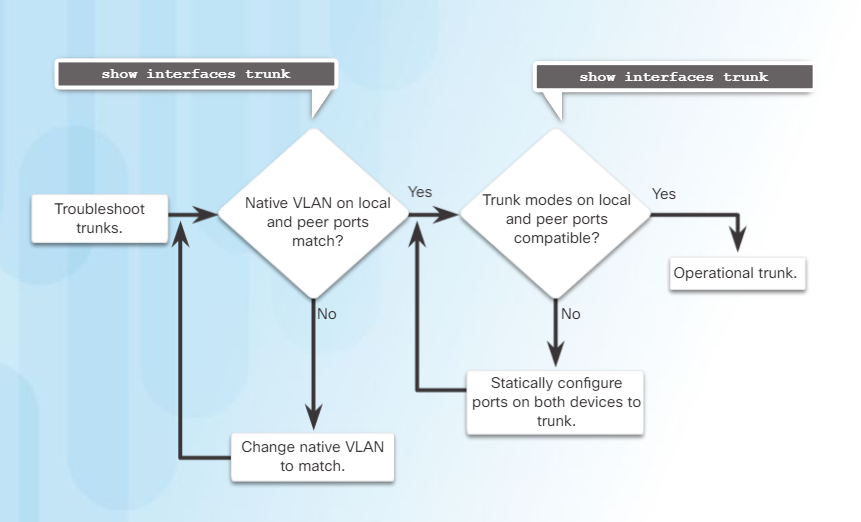 show interfaces trunk
show interfaces trunk
Troubleshoot
trunks.
Native VLAN on local
and peer ports
match?
Yes
Trunk modes on local
and peer ports
compatible?
Yes
Operational trunk.
No
No
Statically configure
ports on both devices to
trunk.
Change native VLAN
to match.